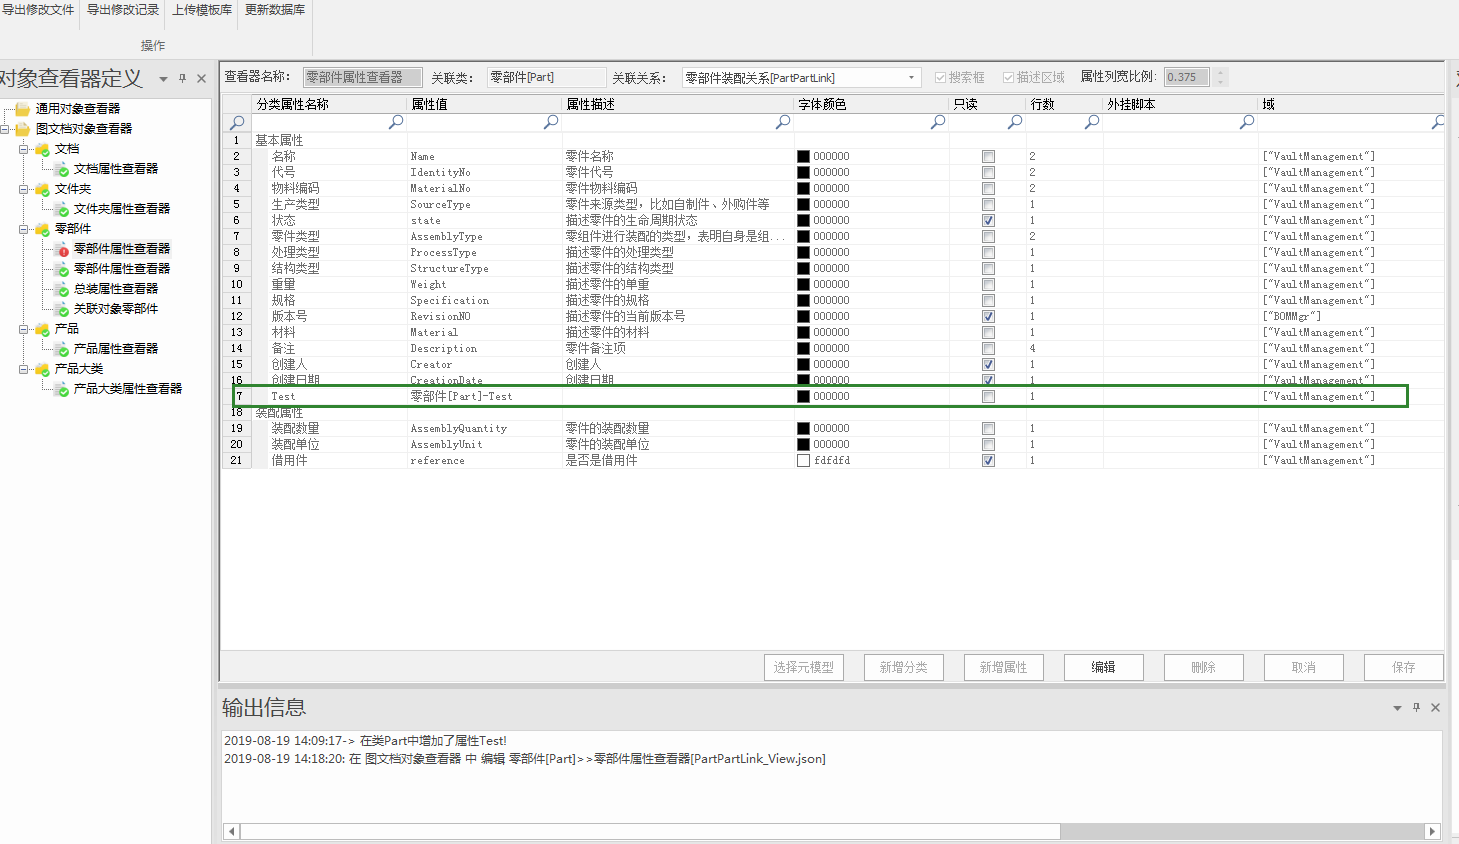 导出修改文件 导出修改记录 上传模板库 更新数据库
操作
对象查看器定义
通用对象查看器
图文档对象查看器
文档
文档属性查看器
文件夹
文件夹属性查看器
零部件
零部件属性查看器
零部件属性查看器
总装属性查看器
关联对象零部件
产品
产品属性查看器
产品大类
产品大类属性查看器
查看器名称: 零部件属性查看器 关联类: 零部件[Part] 关联关系: 零部件装配关系[PartPartLink] 搜索框 描述区域 属性列宽比例: 0.375
分类属性名称 属性值 属性描述 字体颜色 只读 行数 外挂脚本 域
1 基本属性
2 名称 Name 零件名称 000000 2 ["VaultManagement"]
3 代号 IdentityNo 零件代号 000000 2 ["VaultManagement"]
4 物料编码 MaterialNo 零件物料编码 000000 2 ["VaultManagement"]
5 生产类型 SourceType 零件来源类型，比如自制件、外购件等 000000 1 ["VaultManagement"]
6 状态 state 描述零件的生命周期状态 000000 1 ["VaultManagement"]
7 零件类型 AssemblyType 零组件进行装配的类型，表明自身是组... 000000 2 ["VaultManagement"]
8 处理类型 ProcessType 描述零件的处理类型 000000 1 ["VaultManagement"]
9 结构类型 StructureType 描述零件的结构类型 000000 1 ["VaultManagement"]
10 重量 Weight 描述零件的单重 000000 1 ["VaultManagement"]
11 规格 Specification 描述零件的规格 000000 1 ["VaultManagement"]
12 版本号 RevisionNO 描述零件的当前版本号 000000 1 ["BOMMgr"]
13 材料 Material 描述零件的材料 000000 1 ["VaultManagement"]
14 备注 Description 零件备注项 000000 4 ["VaultManagement"]
15 创建人 Creator 创建人 000000 1 ["VaultManagement"]
16 创建日期 CreationDate 创建日期 000000 1 ["VaultManagement"]
7 Test 零部件[Part]-Test 000000 1 ["VaultManagement"]
18 装配属性
19 装配数量 AssemblyQuantity 零件的装配数量 000000 1 ["VaultManagement"]
20 装配单位 AssemblyUnit 零件的装配单位 000000 1 ["VaultManagement"]
21 借用件 reference 是否是借用件 fdfdfd 1 ["VaultManagement"]
选择元模型 新增分类 新增属性 编辑 删除 取消 保存
输出信息
2019-08-19 14:09:17-> 在类Part中增加了属性Test!
2019-08-19 14:18:20: 在 图文档对象查看器 中 编辑 零部件[Part]>>零部件属性查看器[PartPartLink_View.json]